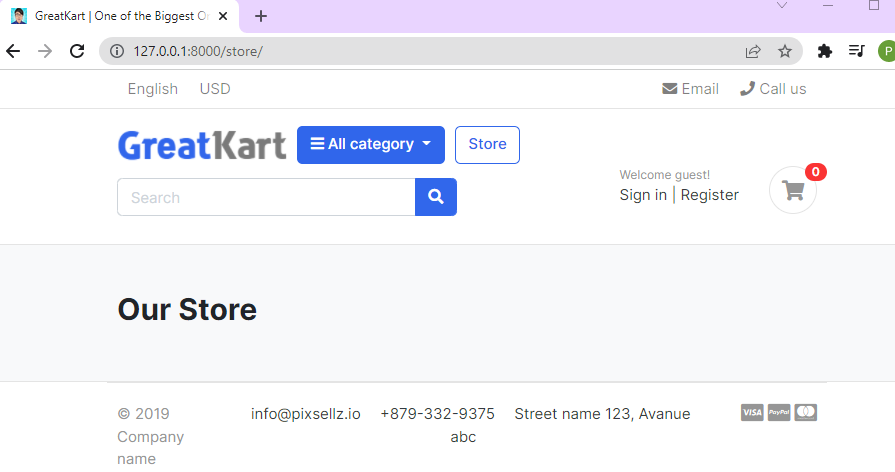 GreatKart | One of the Biggest O
127.0.0.1:8000/store/
P
English USD Email Call us
GreatKart All category Store
Search
Welcome guest!
Sign in | Register
0
Our Store
© 2019
Company
name
info@pixsellz.io
+879-332-9375
Street name 123, Avanue
abc
VISA PayPal